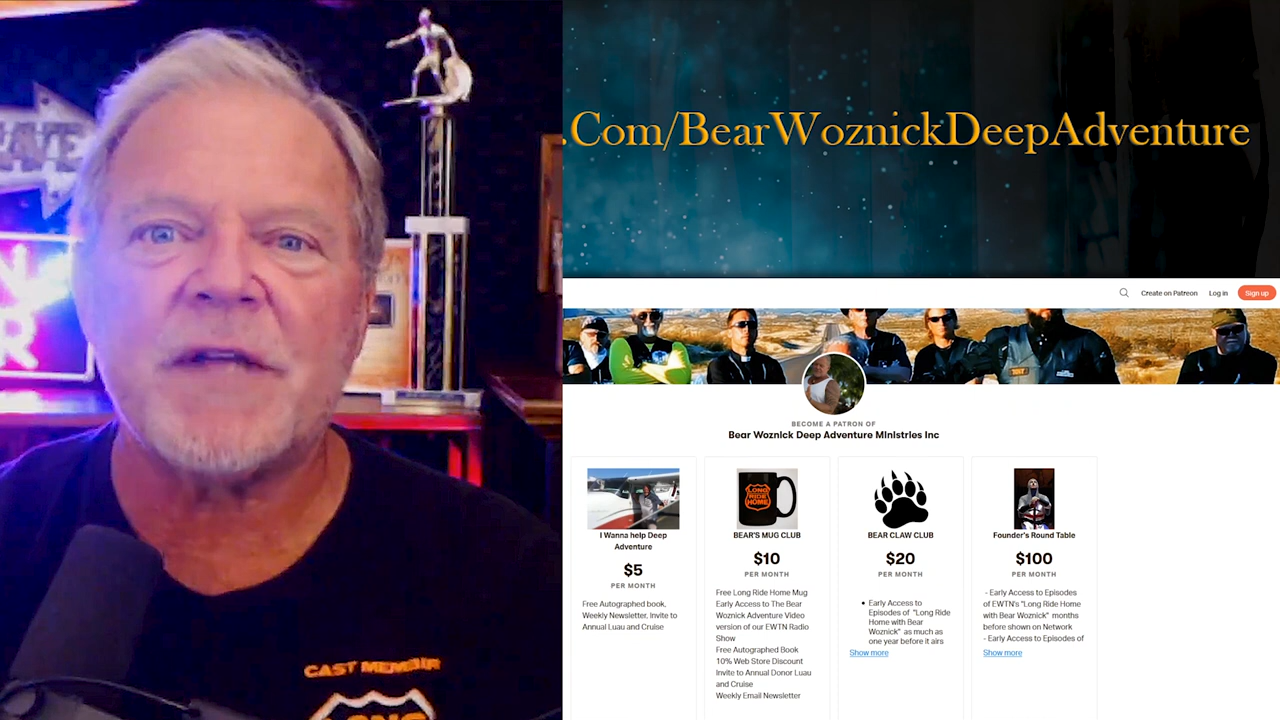 .Com/BearWoznickDeepAdventure
Create on Patreon
Log in
Sign up
BECOME A PATRON OF
Bear Woznick Deep Adventure Ministries Inc
I Wanna help Deep
Adventure
$5
PER MONTH
Free Autographed book,
Weekly Newsletter, Invite to
Annual Luau and Cruise
LONG
RIDE
HOME
BEAR'S MUG CLUB
$10
PER MONTH
Free Long Ride Home Mug
Early Access to The Bear
Woznick Adventure Video
version of our EWTN Radio
Show
Free Autographed Book
10% Web Store Discount
Invite to Annual Donor Luau
and Cruise
Weekly Email Newsletter
BEAR CLAW CLUB
$20
PER MONTH
• Early Access to
Episodes of "Long Ride
Home with Bear
Woznick" as much as
one year before it airs
Show more
Founder's Round Table
$100
PER MONTH
- Early Access to Episodes
of EWTN's "Long Ride Home
with Bear Woznick" months
before shown on Network
- Early Access to Episodes of
Show more
CAST MEMBER
LONG